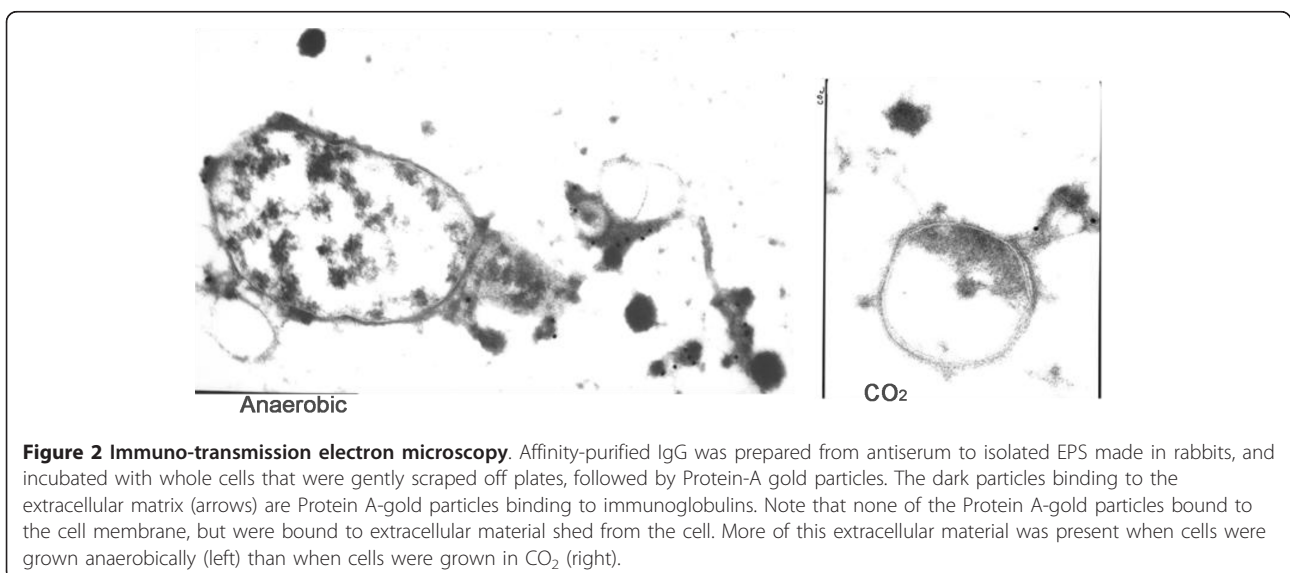 CO2
Anaerobic
CO₂
Figure 2 Immuno-transmission electron microscopy. Affinity-purified IgG was prepared from antiserum to isolated EPS made in rabbits, and
incubated with whole cells that were gently scraped off plates, followed by Protein-A gold particles. The dark particles binding to the
extracellular matrix (arrows) are Protein A-gold particles binding to immunoglobulins. Note that none of the Protein A-gold particles bound to
the cell membrane, but were bound to extracellular material shed from the cell. More of this extracellular material was present when cells were
grown anaerobically (left) than when cells were grown in CO₂ (right).